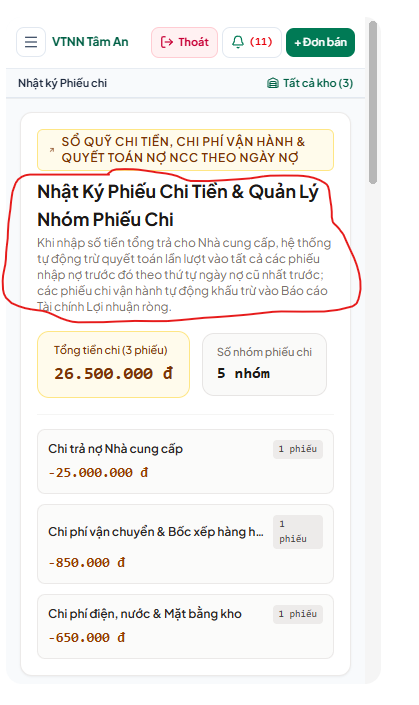 VTNN Tâm An
Thoát
(11)
+Đơn bán
Nhật ký Phiếu chi
Tất cả kho (3)
SỔ QUỸ CHI TIỀN, CHI PHÍ VẬN HÀNH &
QUYẾT TOÁN NỢ NCC THEO NGÀY NỢ
Nhật Ký Phiếu Chi Tiền & Quản Lý
Nhóm Phiếu Chi
Khi nhập số tiền tổng trả cho Nhà cung cấp, hệ thống
tự động trừ quyết toán lần lượt vào tất cả các phiếu
nhập nợ trước đó theo thứ tự ngày nợ cũ nhất trước;
các phiếu chi vận hành tự động khấu trừ vào Báo cáo
Tài chính Lợi nhuận ròng.
Tổng tiền chi (3 phiếu)
26.500.000 đ
Số nhóm phiếu chi
5 nhóm
Chi trả nợ Nhà cung cấp
1 phiếu
-25.000.000 đ
Chi phí vận chuyển & Bốc xếp hàng h...
1
phiếu
-850.000 đ
Chi phí điện, nước & Mặt bằng kho
1 phiếu
-650.000 đ